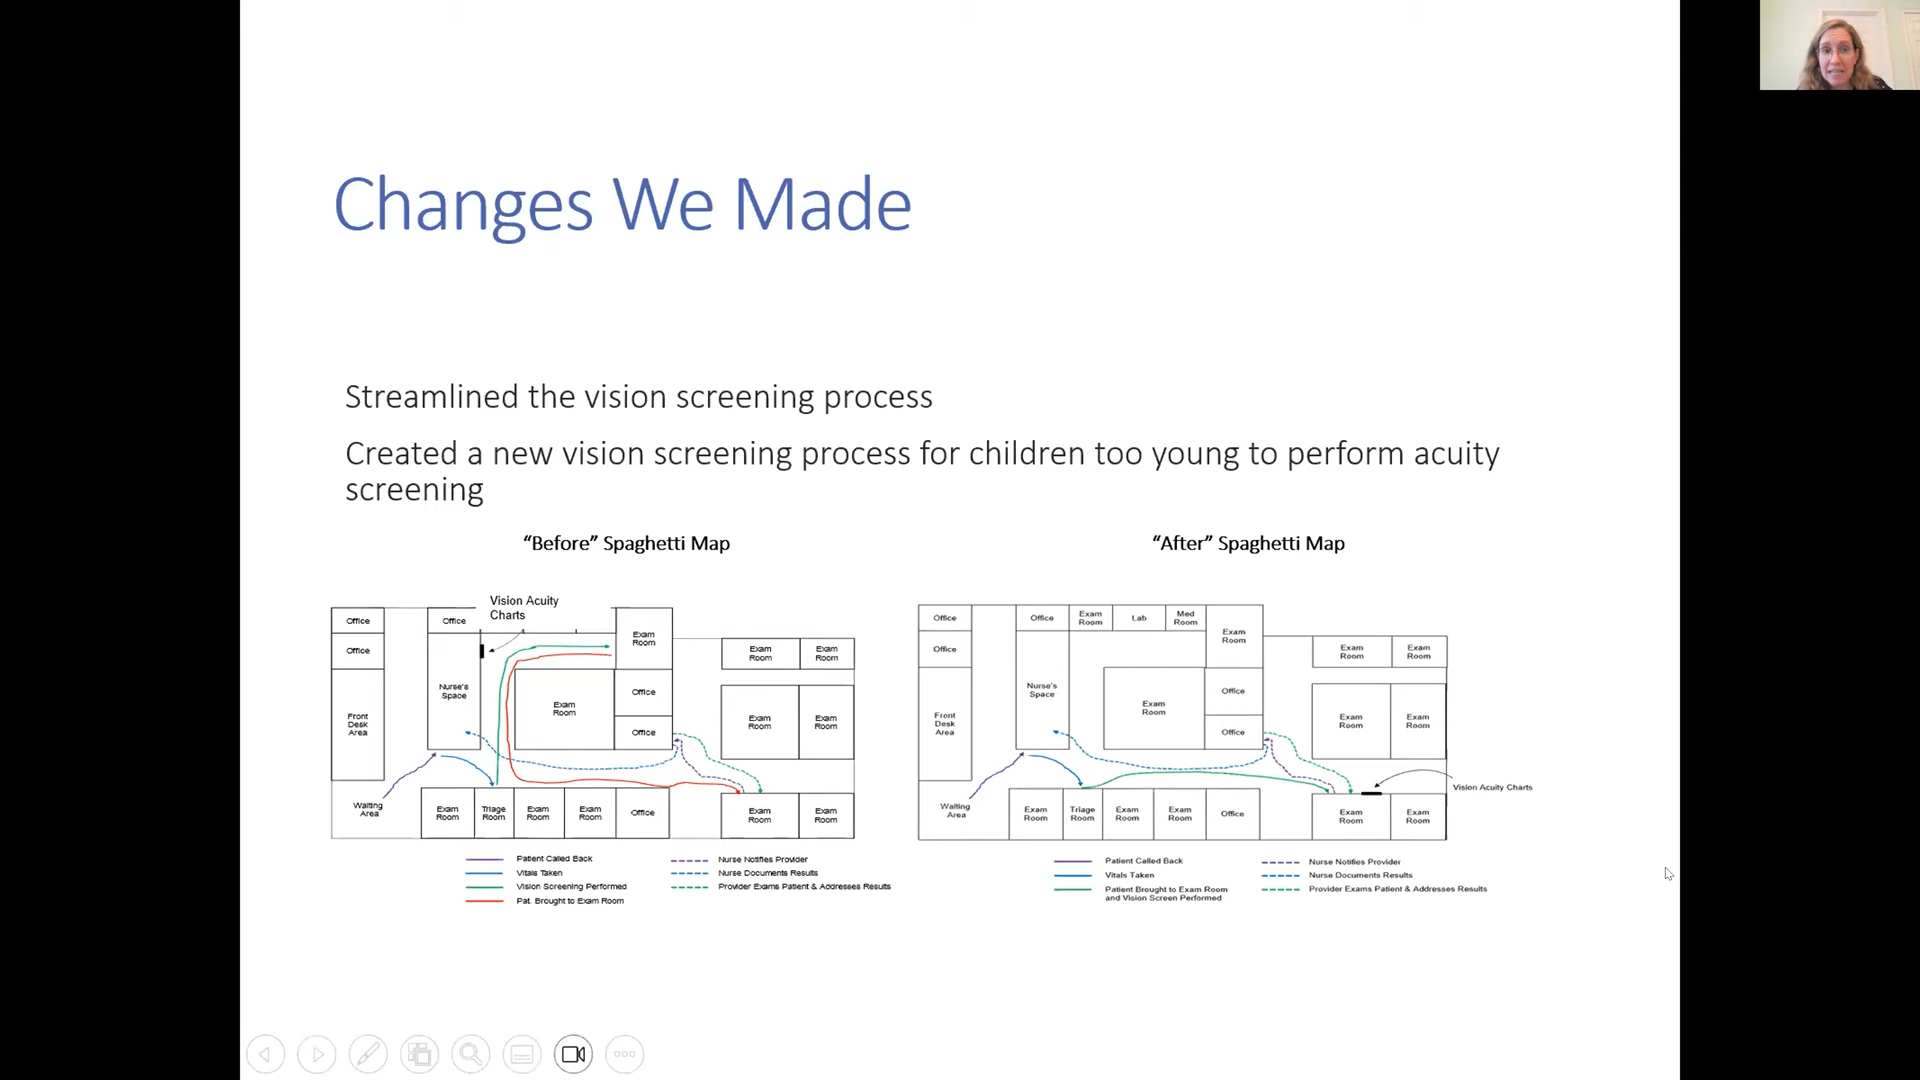 Changes We Made
Streamlined the vision screening process
Created a new vision screening process for children too young to perform acuity
screening
“Before” Spaghetti Map
Vision Acuity
Charts
Office
Office
Exam
Room
Office
Exam
Room
Exam
Room
Nurse's
Space
Office
Exam
Room
Front
Desk
Area
Office
Exam
Room
Exam
Room
Waiting
Area
Exam
Room
Triage
Room
Exam
Room
Exam
Room
Office
Exam
Room
Exam
Room
Patient Called Back
Vitals Taken
Vision Screening Performed
Pat. Brought to Exam Room
Nurse Notifies Provider
Nurse Documents Results
Provider Exams Patient & Addresses Results
“After” Spaghetti Map
Office
Office
Exam
Room
Lab
Med
Room
Exam
Room
Office
Exam
Room
Exam
Room
Nurse's
Space
Office
Exam
Room
Front
Desk
Area
Office
Exam
Room
Exam
Room
Vision Acuity Charts
Waiting
Area
Exam
Room
Triage
Room
Exam
Room
Exam
Room
Office
Exam
Room
Exam
Room
Patient Called Back
Vitals Taken
Patient Brought to Exam Room
and Vision Screen Performed
Nurse Notifies Provider
Nurse Documents Results
Provider Exams Patient & Addresses Results